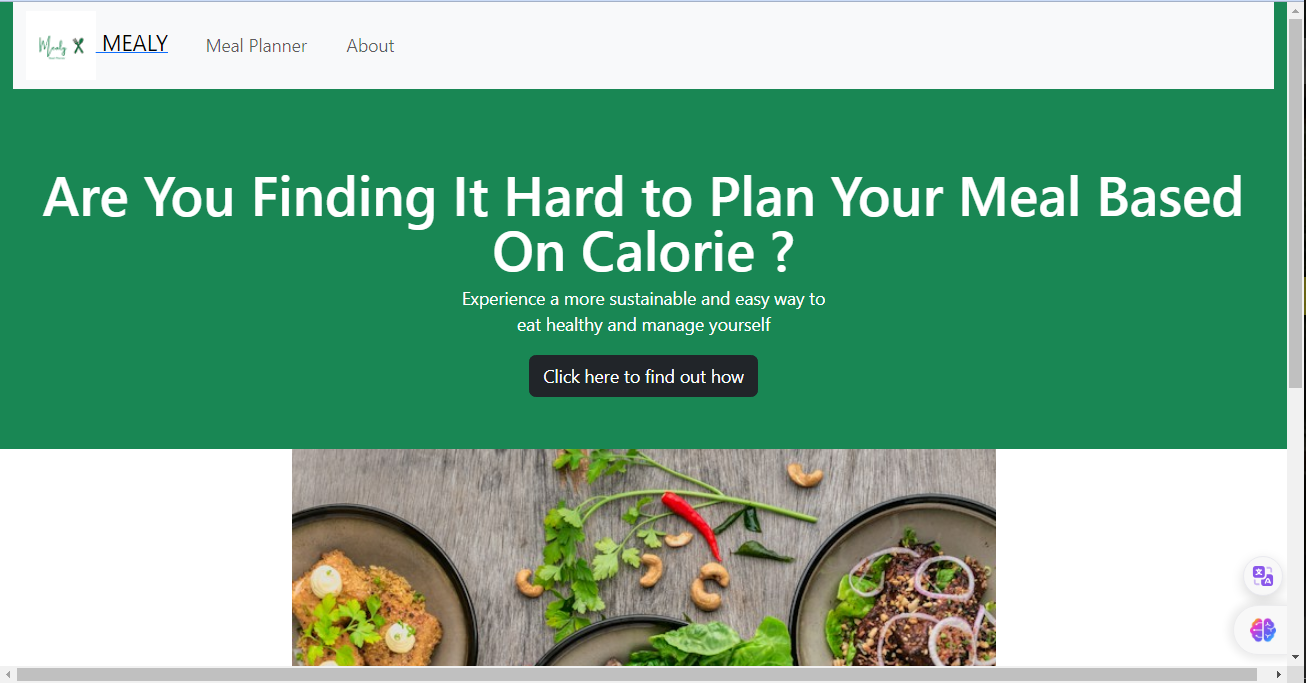 Mealy
MEALY
Meal Planner
About
Are You Finding It Hard to Plan Your Meal Based
On Calorie ?
Experience a more sustainable and easy way to
eat healthy and manage yourself
Click here to find out how